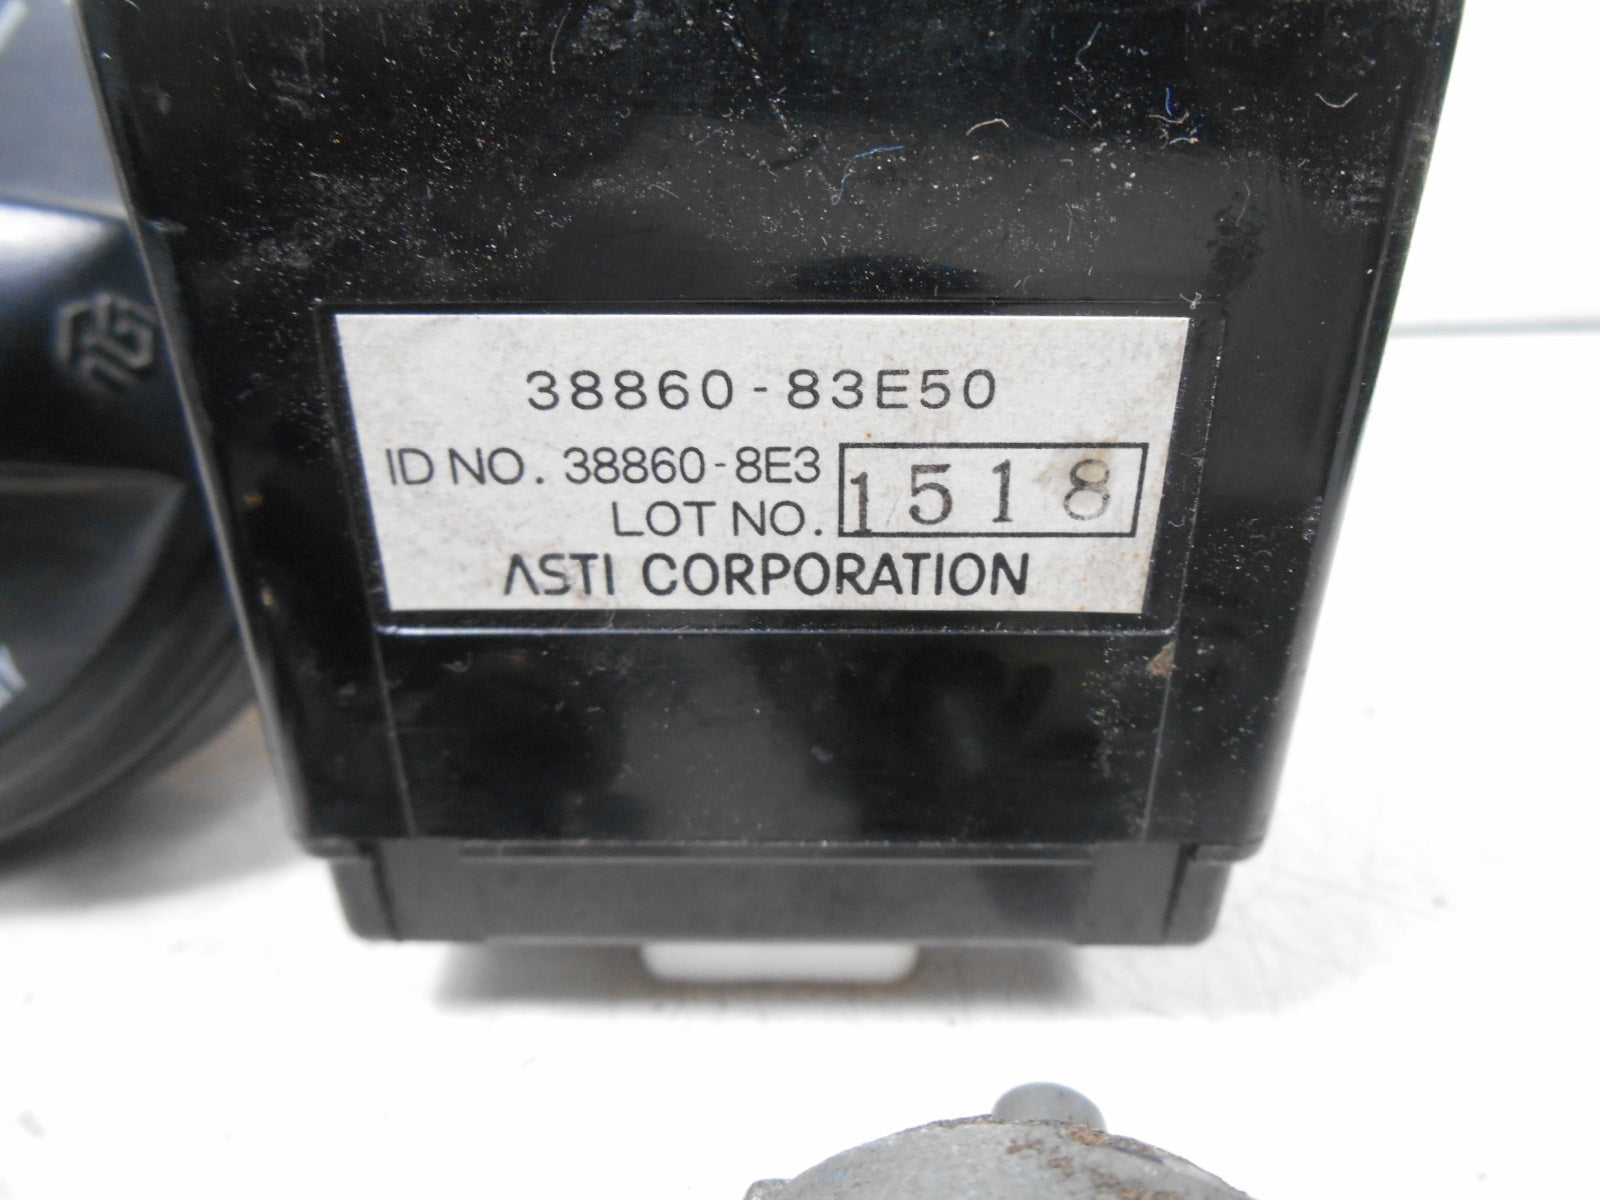 38860-83E50
ID NO. 38860-8E3
LOT NO. 1518
ASTI CORPORATION